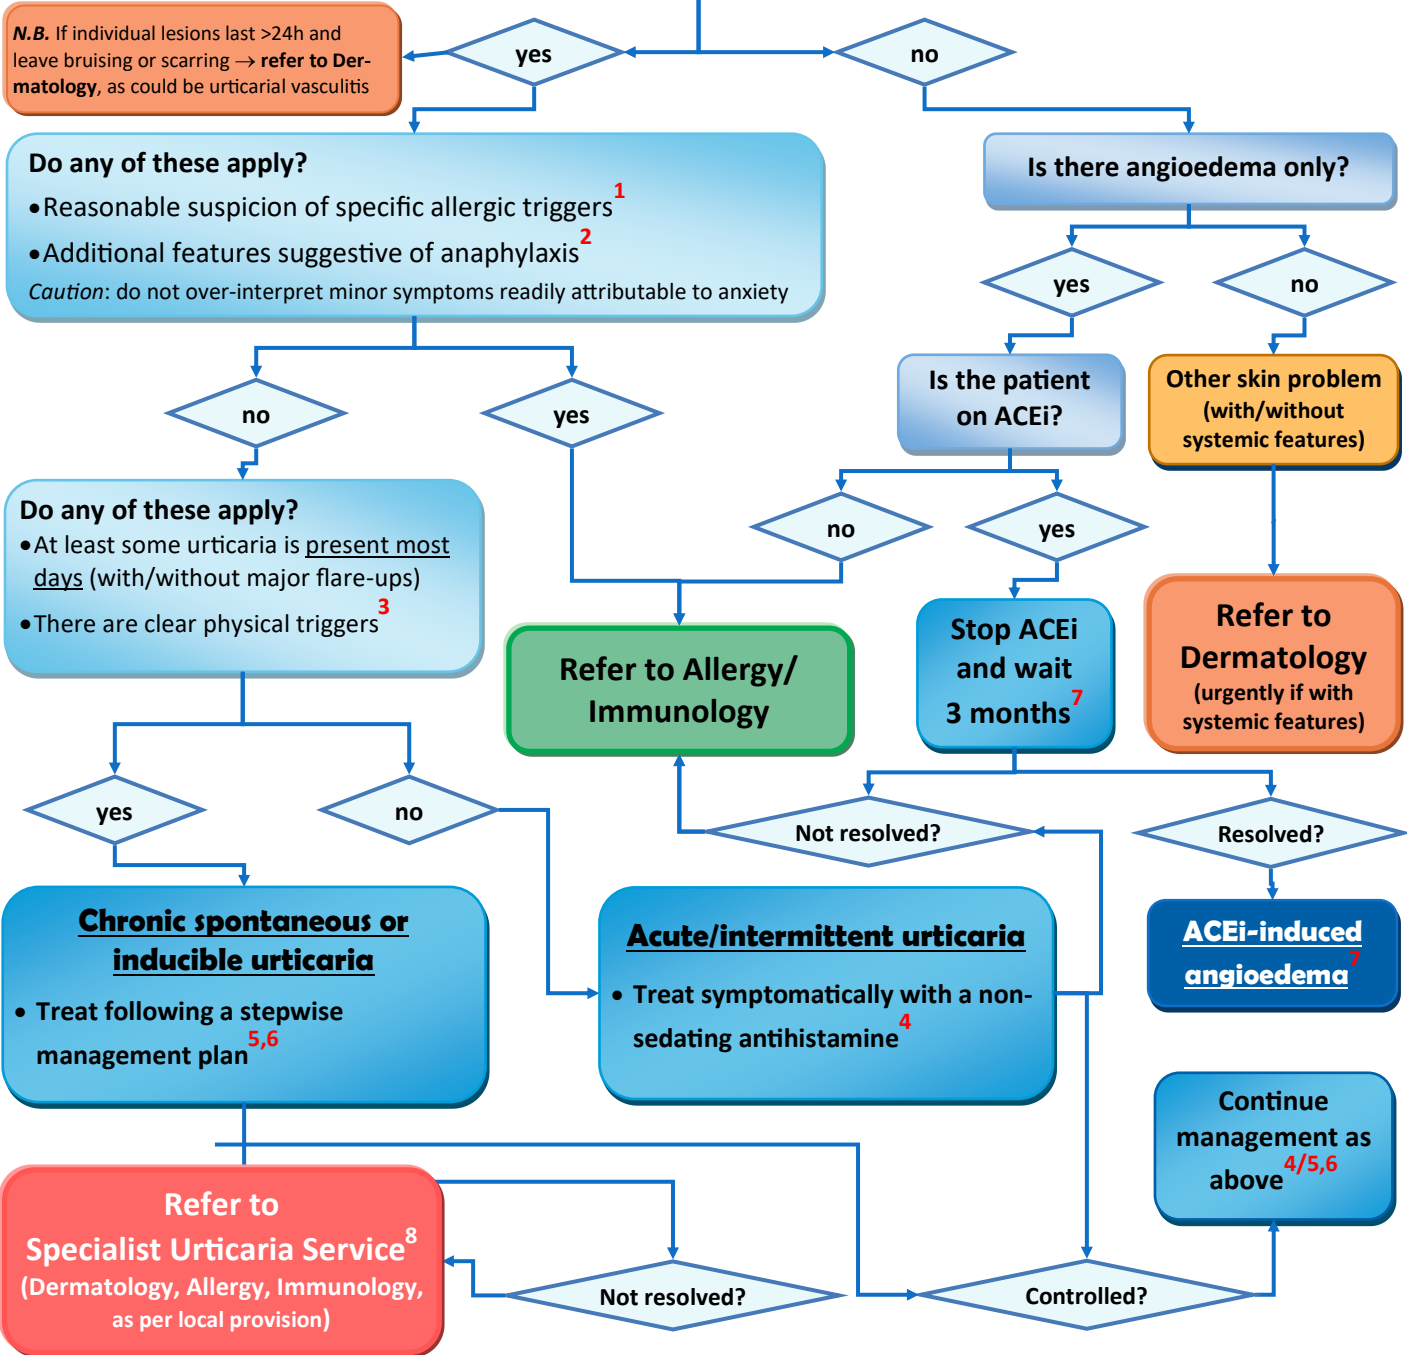 N.B. If individual lesions last >24h and
leave bruising or scarring → refer to Der-
matology, as could be urticarial vasculitis
yes
no
Do any of these apply?
•Reasonable suspicion of specific allergic triggers1
•Additional features suggestive of anaphylaxis2
Caution: do not over-interpret minor symptoms readily attributable to anxiety
Is there angioedema only?
yes
no
no
yes
Is the patient
on ACEi?
Other skin problem
(with/without
systemic features)
Do any of these apply?
•At least some urticaria is present most
days (with/without major flare-ups)
•There are clear physical triggers3
no
yes
Refer to Allergy/
Immunology
Stop ACEi
and wait
3 months7
Refer to
Dermatology
(urgently if with
systemic features)
yes
no
Not resolved?
Resolved?
Chronic spontaneous or
inducible urticaria
• Treat following a stepwise
management plan5,6
Acute/intermittent urticaria
• Treat symptomatically with a non-
sedating antihistamine4
ACEi-induced
angioedema7
Continue
management as
above4/5,6
Refer to
Specialist Urticaria Service8
(Dermatology, Allergy, Immunology,
as per local provision)
Not resolved?
Controlled?